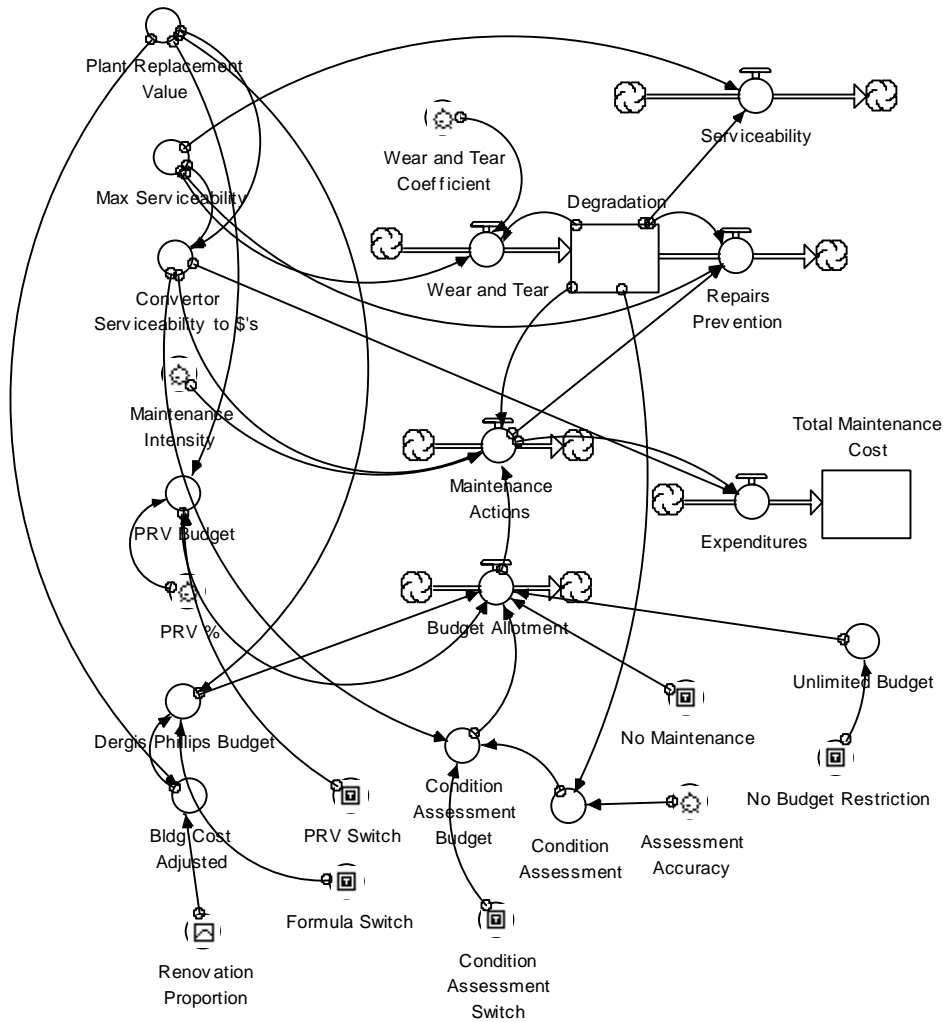 Plant Replacement
Value
Serviceability
Wear and Tear
Coefficient
Max Serviceability
Degradation
Wear and Tear
Repairs
Prevention
Convertor
Serviceability to $'s
Maintenance
Intensity
Total Maintenance
Cost
Maintenance
Actions
PRV Budget
Expenditures
PRV %
Budget Allotment
Unlimited Budget
Dergis Phillips Budget
No Maintenance
Condition
Assessment
Budget
No Budget Restriction
Bldg Cost
Adjusted
PRV Switch
Condition
Assessment
Assessment
Accuracy
Formula Switch
Renovation
Proportion
Condition
Assessment
Switch